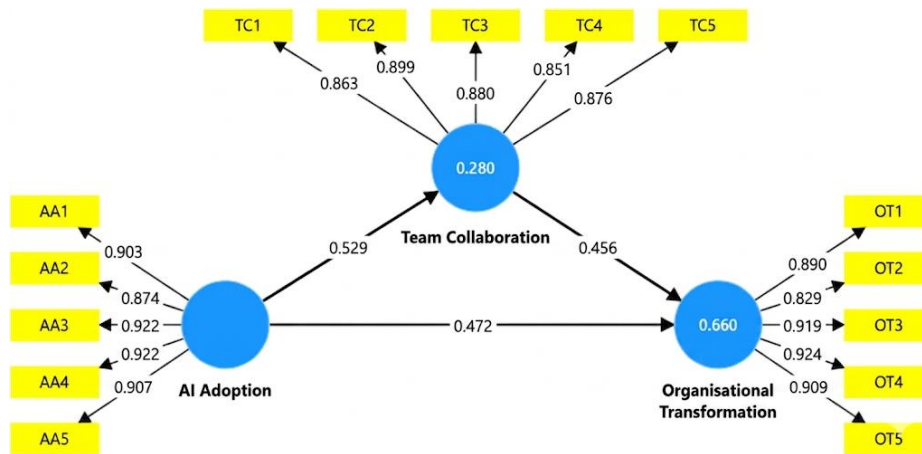 TC1 TC2 TC3 TC4 TC5
0.863 0.899 0.880 0.851 0.876
0.280
Team Collaboration
AA1
AA2
AA3
AA4
AA5
0.903
0.874
0.922
0.922
0.907
AI Adoption
0.529
0.456
0.472
0.660
Organisational
Transformation
0.890
0.829
0.919
0.924
0.909
OT1
OT2
OT3
OT4
OT5